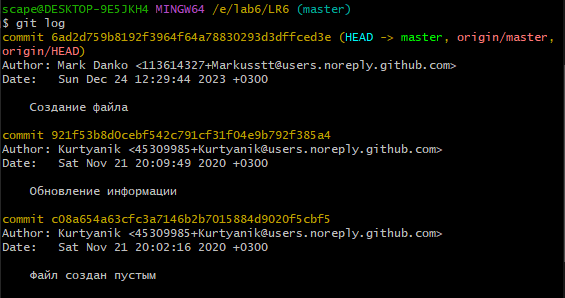 scape@DESKTOP-9E5JKH4 MINGW64 /e/lab6/LR6 (master)
$ git log
commit 6ad2d759b8192f3964f64a78830293d3dffced3e (HEAD -> master, origin/master,
origin/HEAD)
Author: Mark Danko <113614327+Markusstt@users.noreply.github.com>
Date:   Sun Dec 24 12:29:44 2023 +0300
Создание файла
commit 921f53b8d0cebf542c791cf31f04e9b792f385a4
Author: Kurtyanik <45309985+Kurtyanik@users.noreply.github.com>
Date:   Sat Nov 21 20:09:49 2020 +0300
Обновление информации
commit c08a654a63cfc3a7146b2b7015884d9020f5cbf5
Author: Kurtyanik <45309985+Kurtyanik@users.noreply.github.com>
Date:   Sat Nov 21 20:02:16 2020 +0300
Файл создан пустым